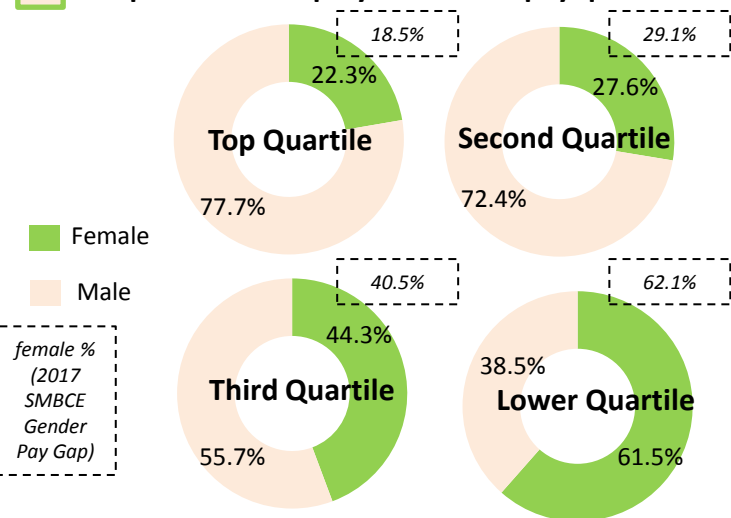 18.5%
22.3%
Top Quartile
77.7%
29.1%
27.6%
Second Quartile
72.4%
Female
Male
female %
(2017
SMBCE
Gender
Pay Gap)
40.5%
44.3%
Third Quartile
55.7%
62.1%
38.5%
Lower Quartile
61.5%